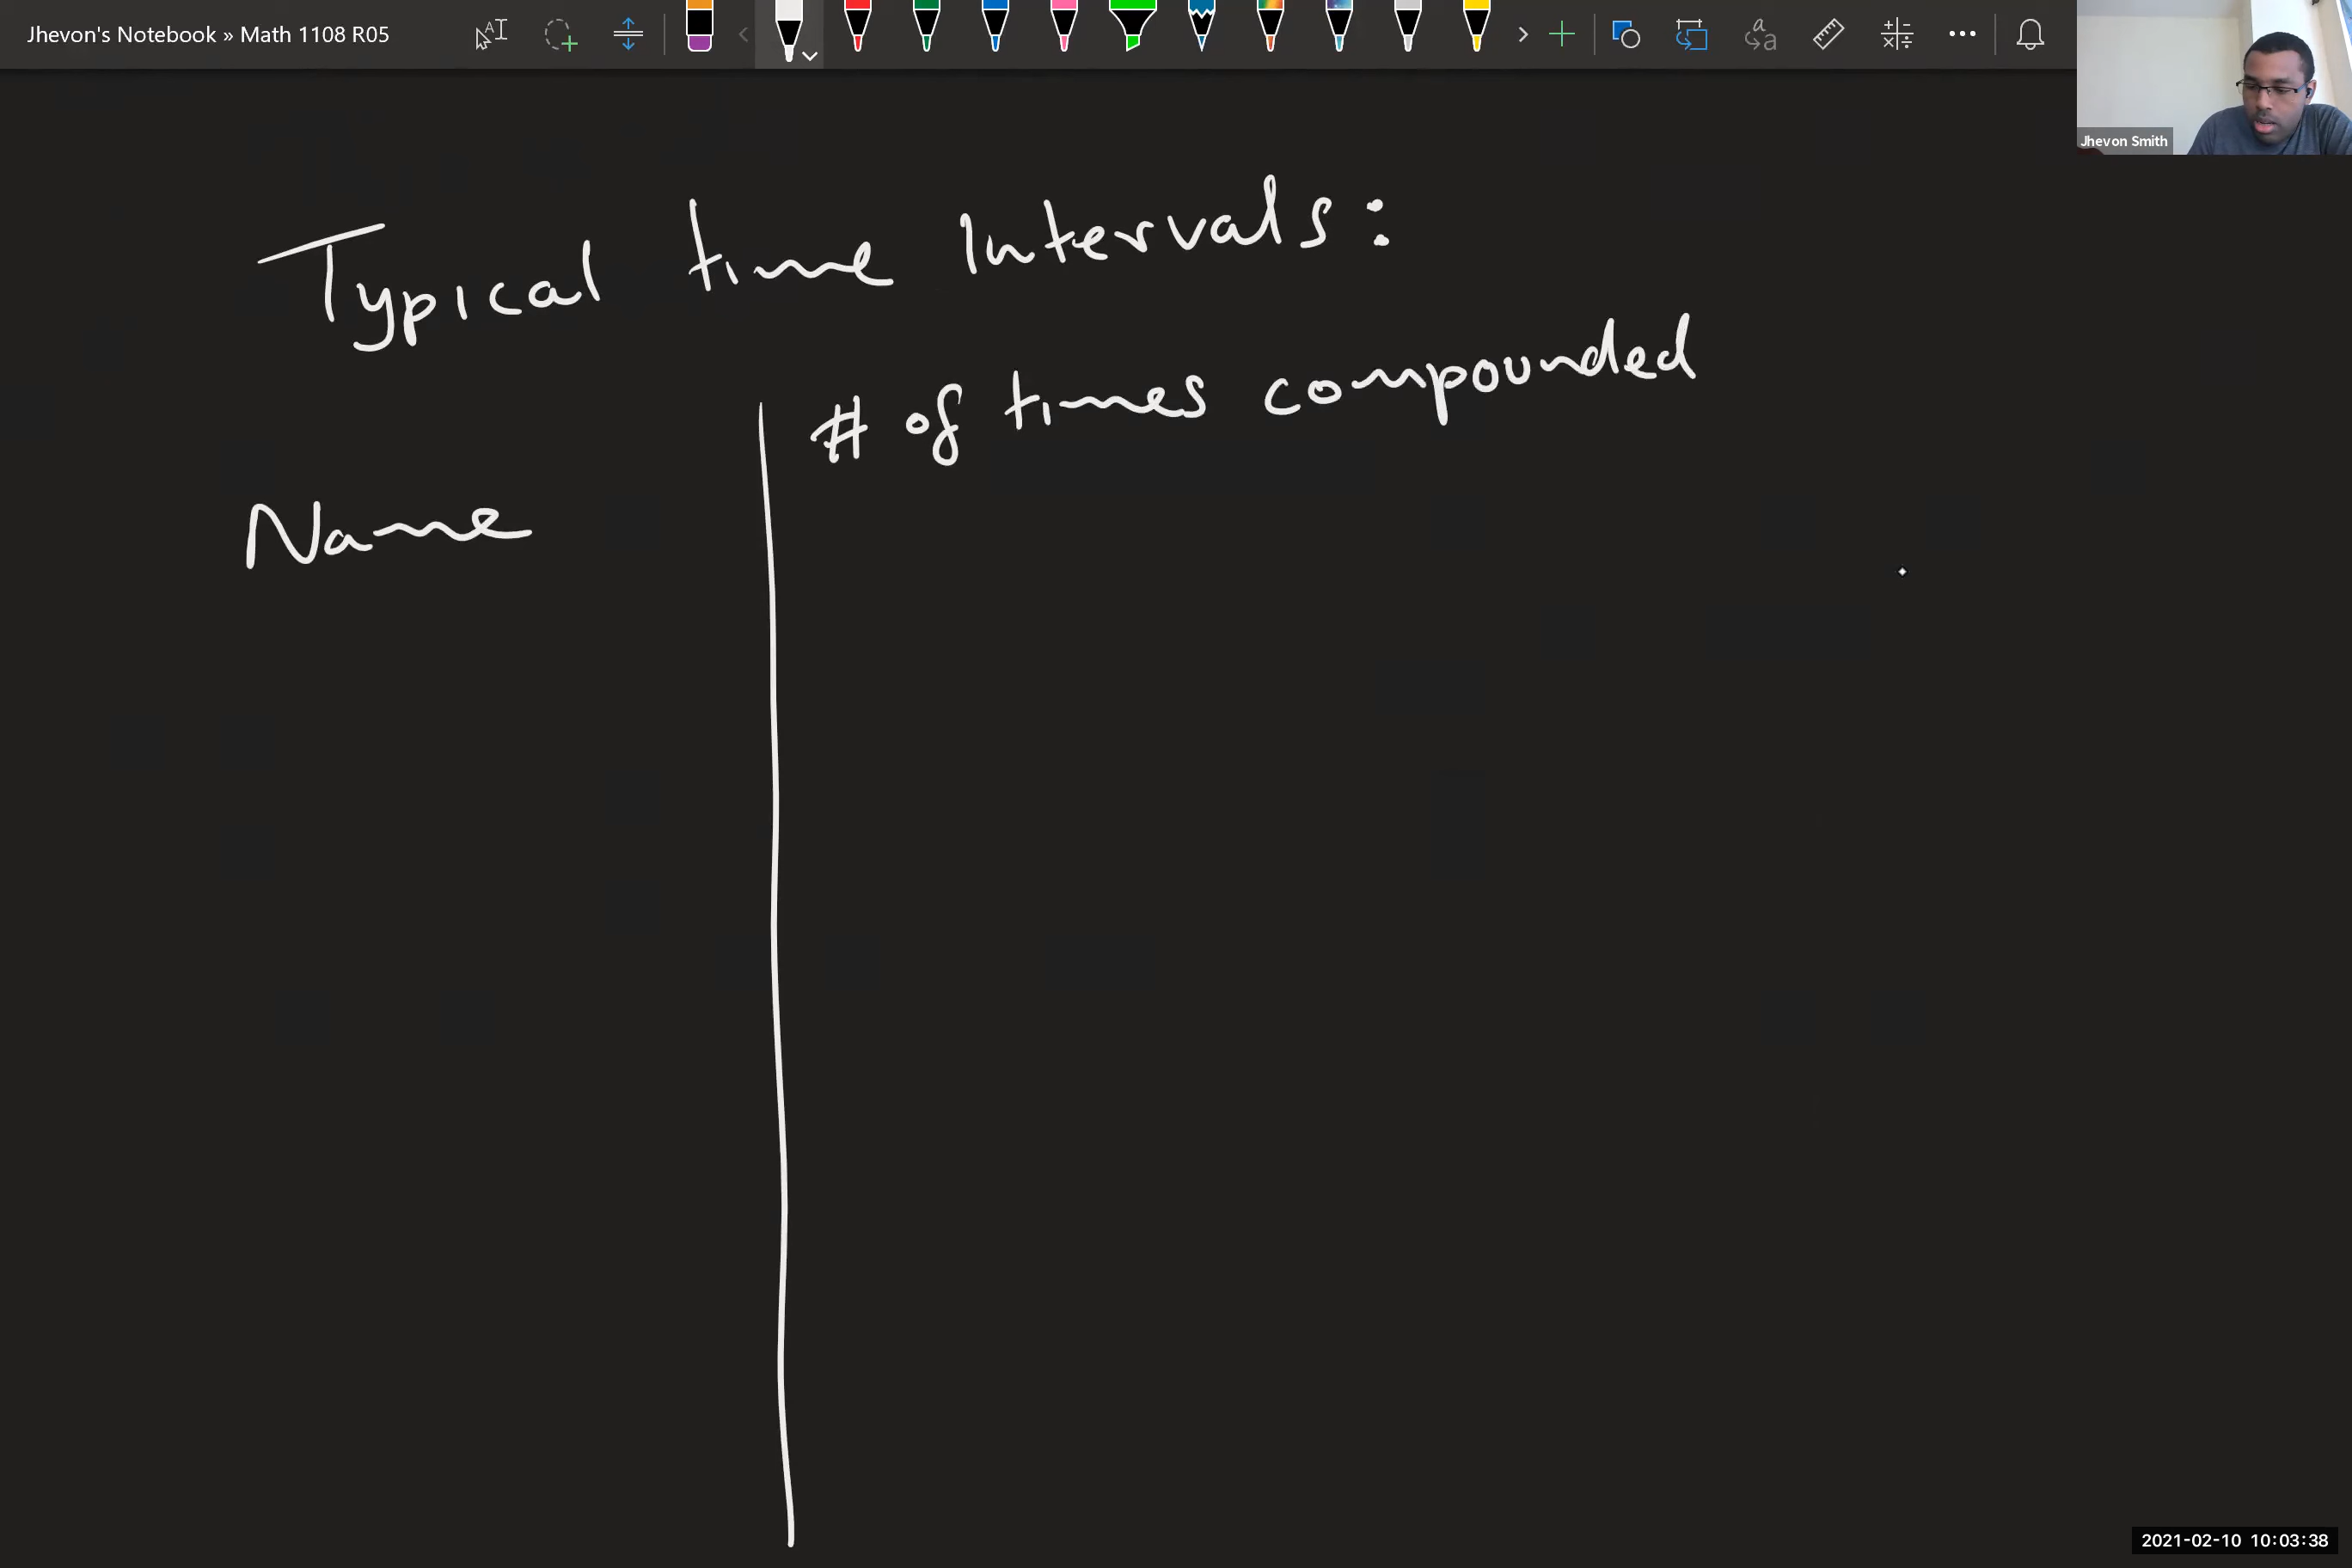 Jhevon's Notebook » Math 1108 R05
Jhevon Smith
Typical time Intervals:
# of times compounded
Name
2021-02-10 10:03:38